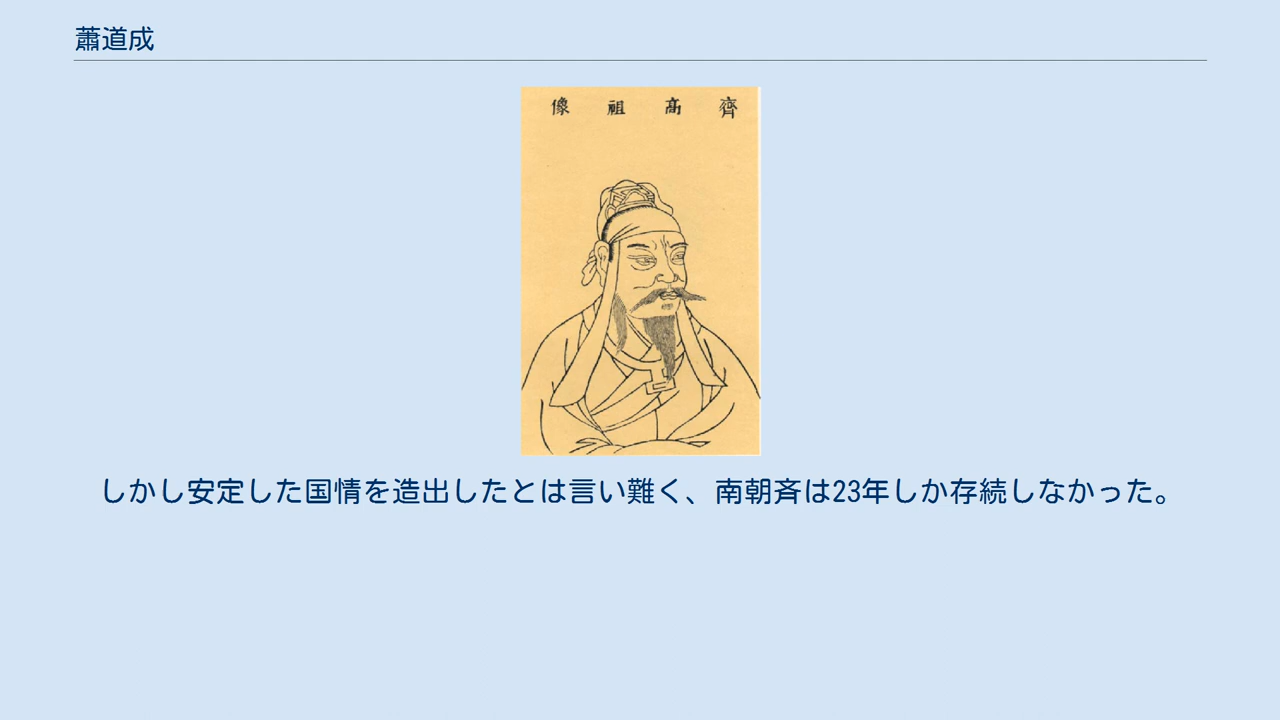 蕭道成
齊高祖像
しかし安定した国情を造出したとは言い難く、南朝斉は23年しか存続しなかった。